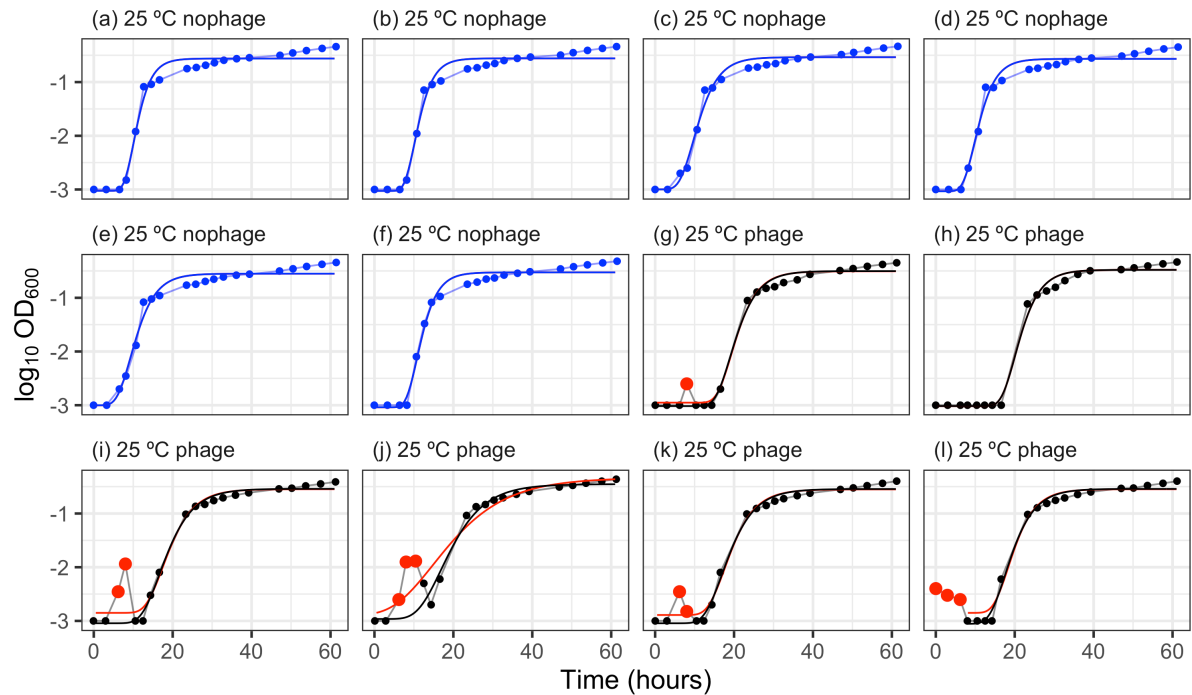 (a) 25 ºC nophage (b) 25 ºC nophage (c) 25 ºC nophage (d) 25 ºC nophage
-1
-2
-3
(e) 25 ºC nophage (f) 25 ºC nophage (g) 25 ºC phage (h) 25 ºC phage
log10 OD600
-1
-2
-3
(i) 25 ºC phage (j) 25 ºC phage (k) 25 ºC phage (l) 25 ºC phage
-1
-2
-3
0 20 40 60 0 20 40 60 0 20 40 60 0 20 40 60
Time (hours)